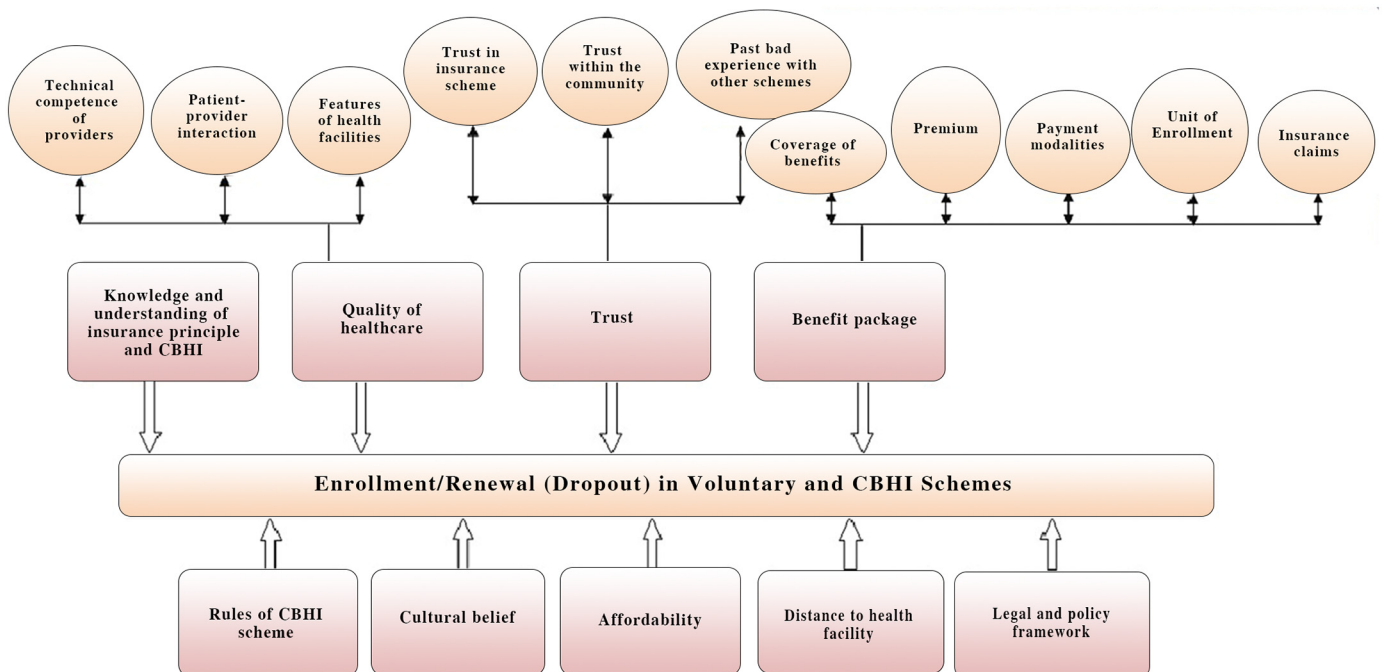 Technical
competence
of
providers
Patient-
provider
interaction
Features
of health
facilities
Trust in
insurance
scheme
Trust
within the
community
Past bad
experience with
other schemes
Coverage of
benefits
Premium
Payment
modalities
Unit of
Enrollment
Insurance
claims
Knowledge and
understanding of
insurance principle
and CBHI
Quality of
healthcare
Trust
Benefit package
Enrollment/Renewal (Dropout) in Voluntary and CBHI Schemes
Rules of CBHI
scheme
Cultural belief
Affordability
Distance to health
facility
Legal and policy
framework